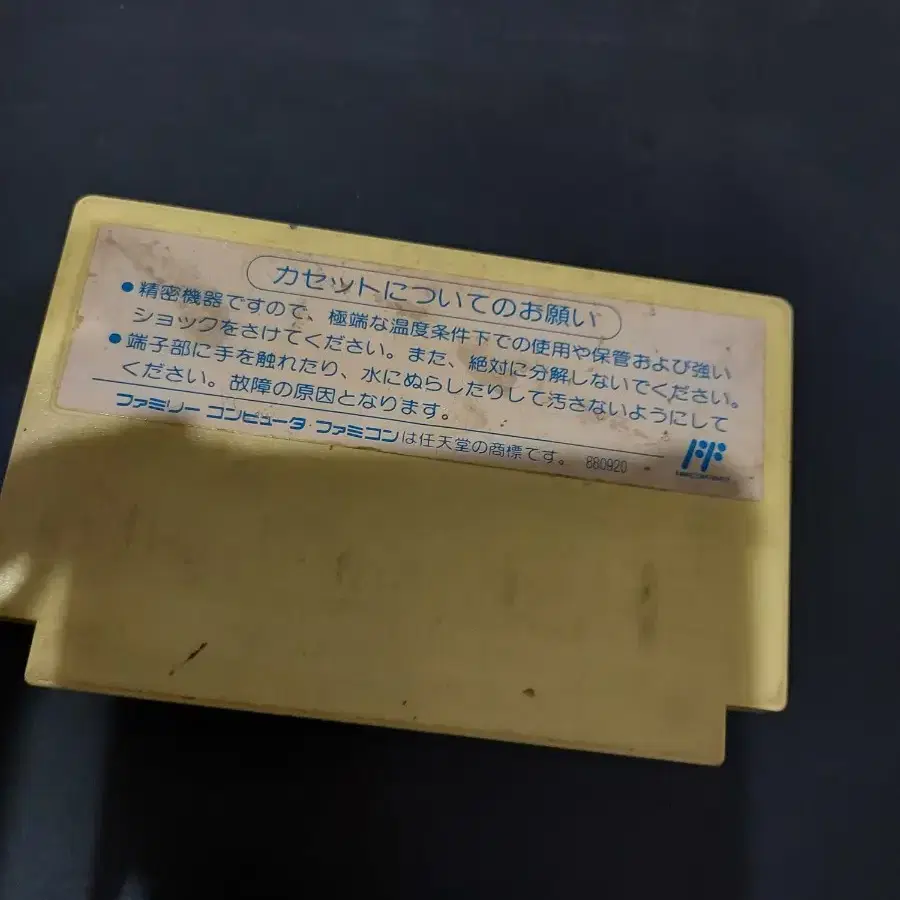 カセットについてのお願い
●精密機器ですので、極端な温度条件下での使用や保管および強い
ショックをさけてください。また、絶対に分解しないでください。
●端子部に手を触れたり、水にぬらしたりして汚さないようにして
ください。故障の原因となります。
ファミリー コンピュータ・ファミコンは任天堂の商標です。 880920